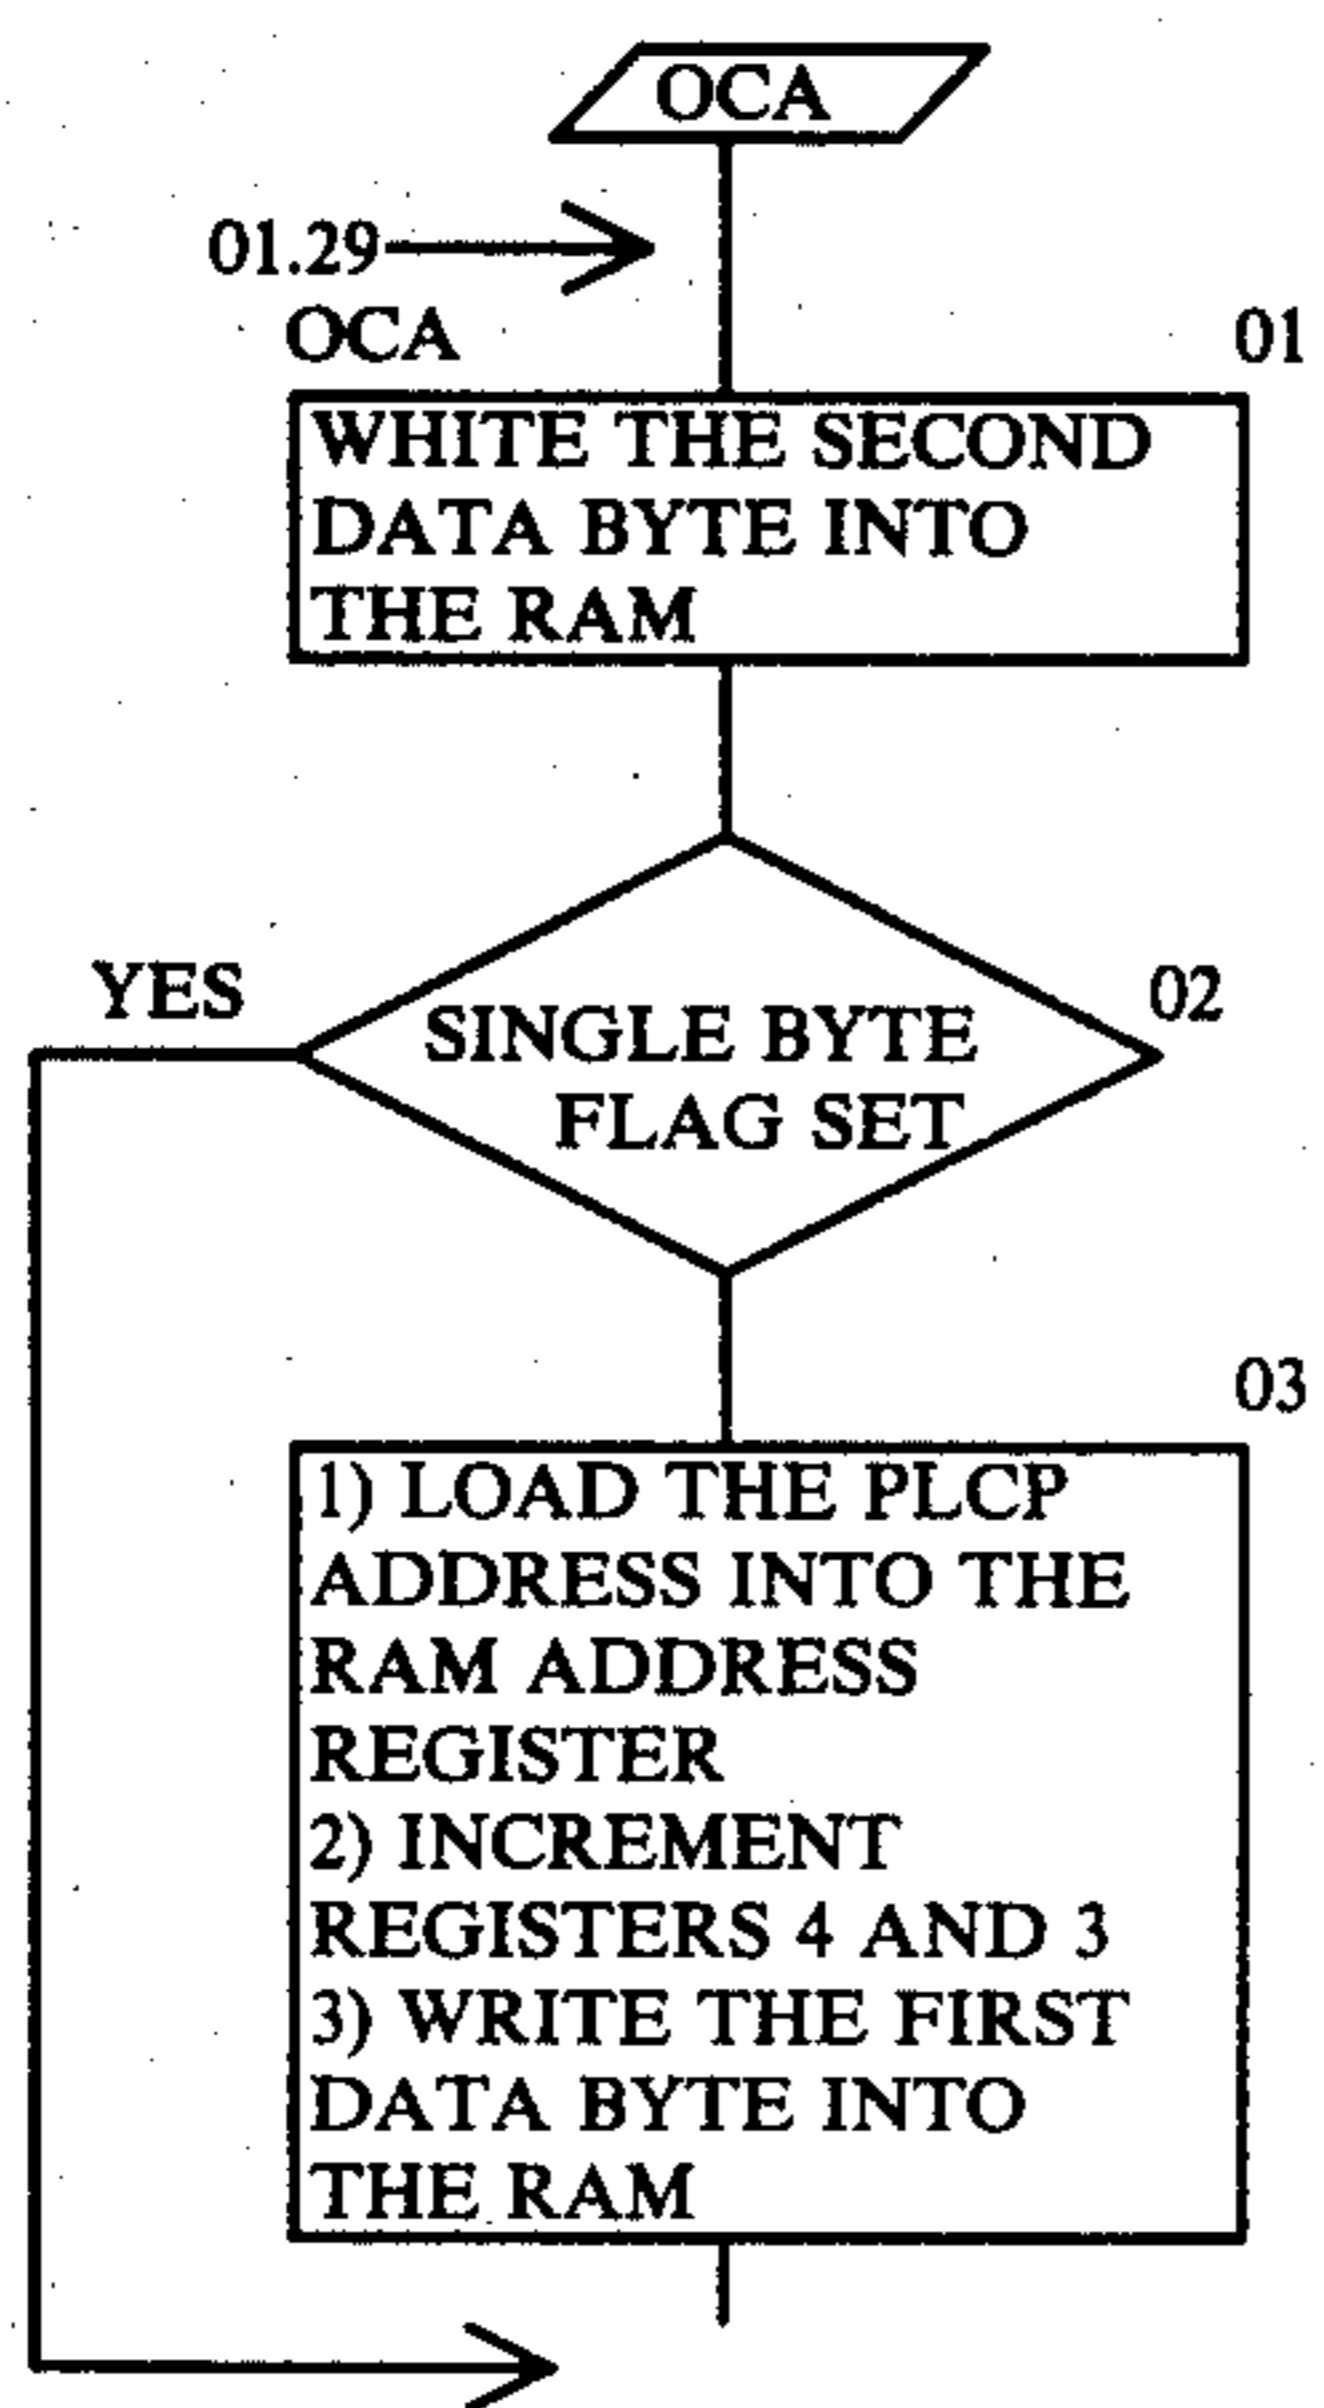 OCA
01.29
OCA
01
WHITE THE SECOND
DATA BYTE INTO
THE RAM
YES
02
SINGLE BYTE
FLAG SET
03
1) LOAD THE PLCP
ADDRESS INTO THE
RAM ADDRESS
REGISTER
2) INCREMENT
REGISTERS 4 AND 3
3) WRITE THE FIRST
DATA BYTE INTO
THE RAM